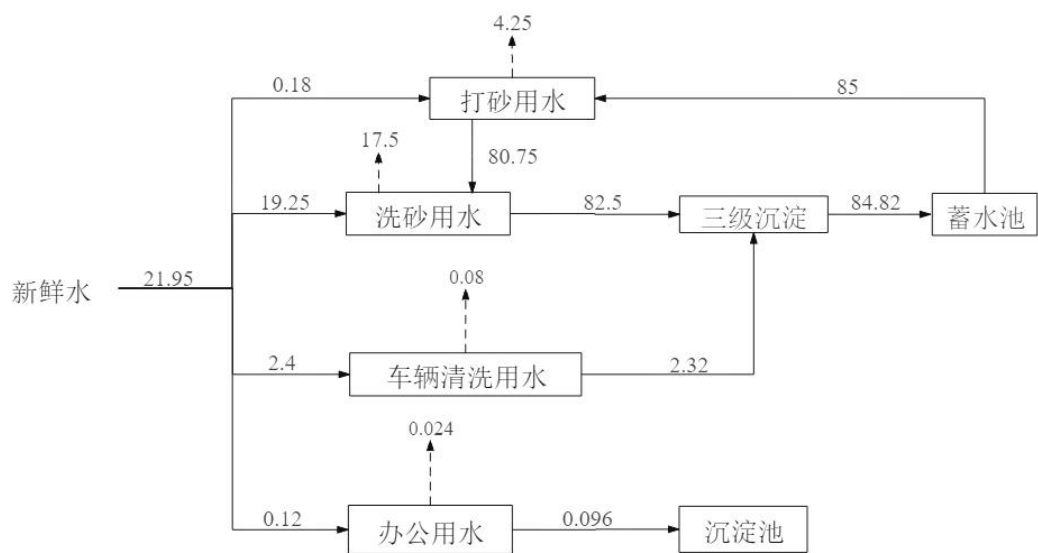 4.25
0.18
打砂用水
85
17.5
80.75
19.25
洗砂用水
82.5
三级沉淀
84.82
蓄水池
新鲜水
21.95
0.08
2.4
车辆清洗用水
2.32
0.024
0.12
办公用水
0.096
沉淀池